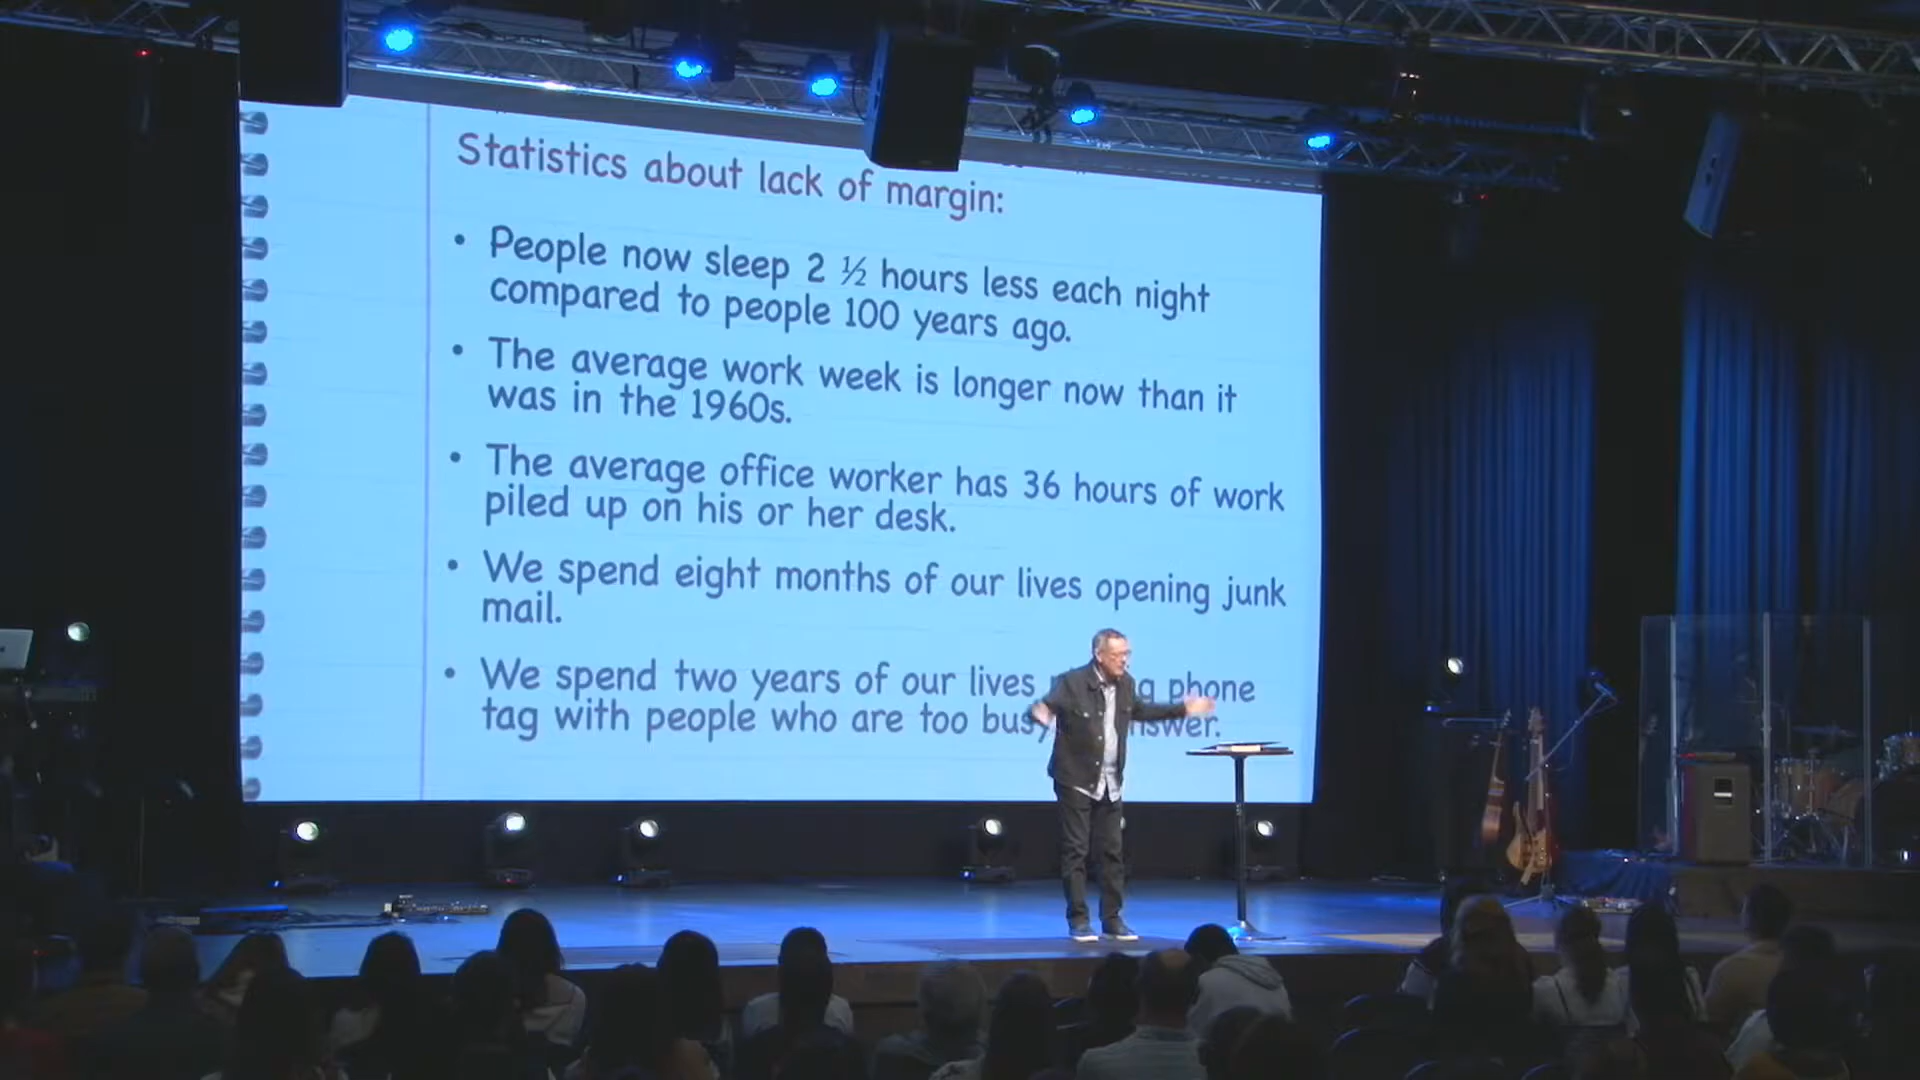 Statistics about lack of margin:
• People now sleep 2 ½ hours less each night
compared to people 100 years ago.
• The average work week is longer now than it
was in the 1960s.
• The average office worker has 36 hours of work
piled up on his or her desk.
• We spend eight months of our lives opening junk
mail.
• We spend two years of our lives phone
tag with people who are too busy answer.